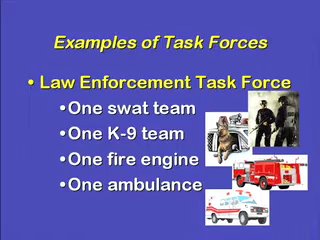 Examples of Task Forces
• Law Enforcement Task Force
•One swat team
•One K-9 team
•One fire engine
•One ambulance